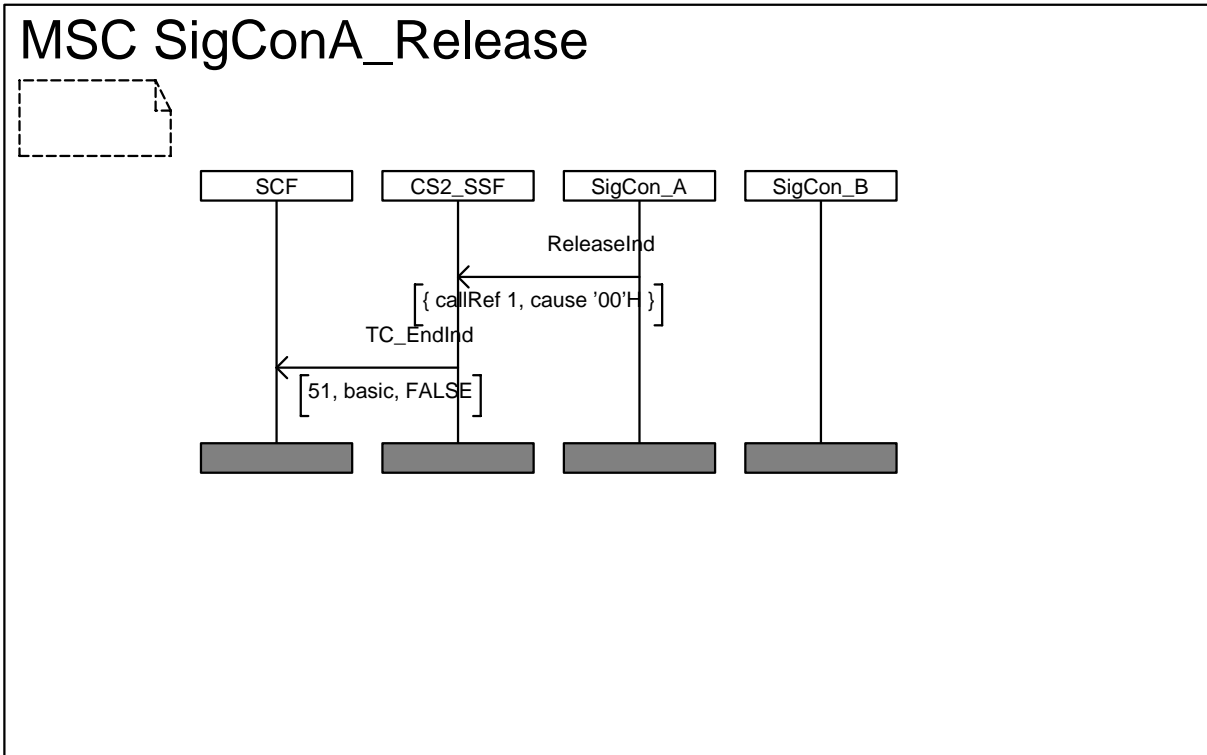 MSC SigConA_Release
SCF
CS2_SSF
SigCon_A
SigCon_B
ReleaseInd
{ callRef 1, cause ’00’H }
TC_EndInd
51, basic, FALSE